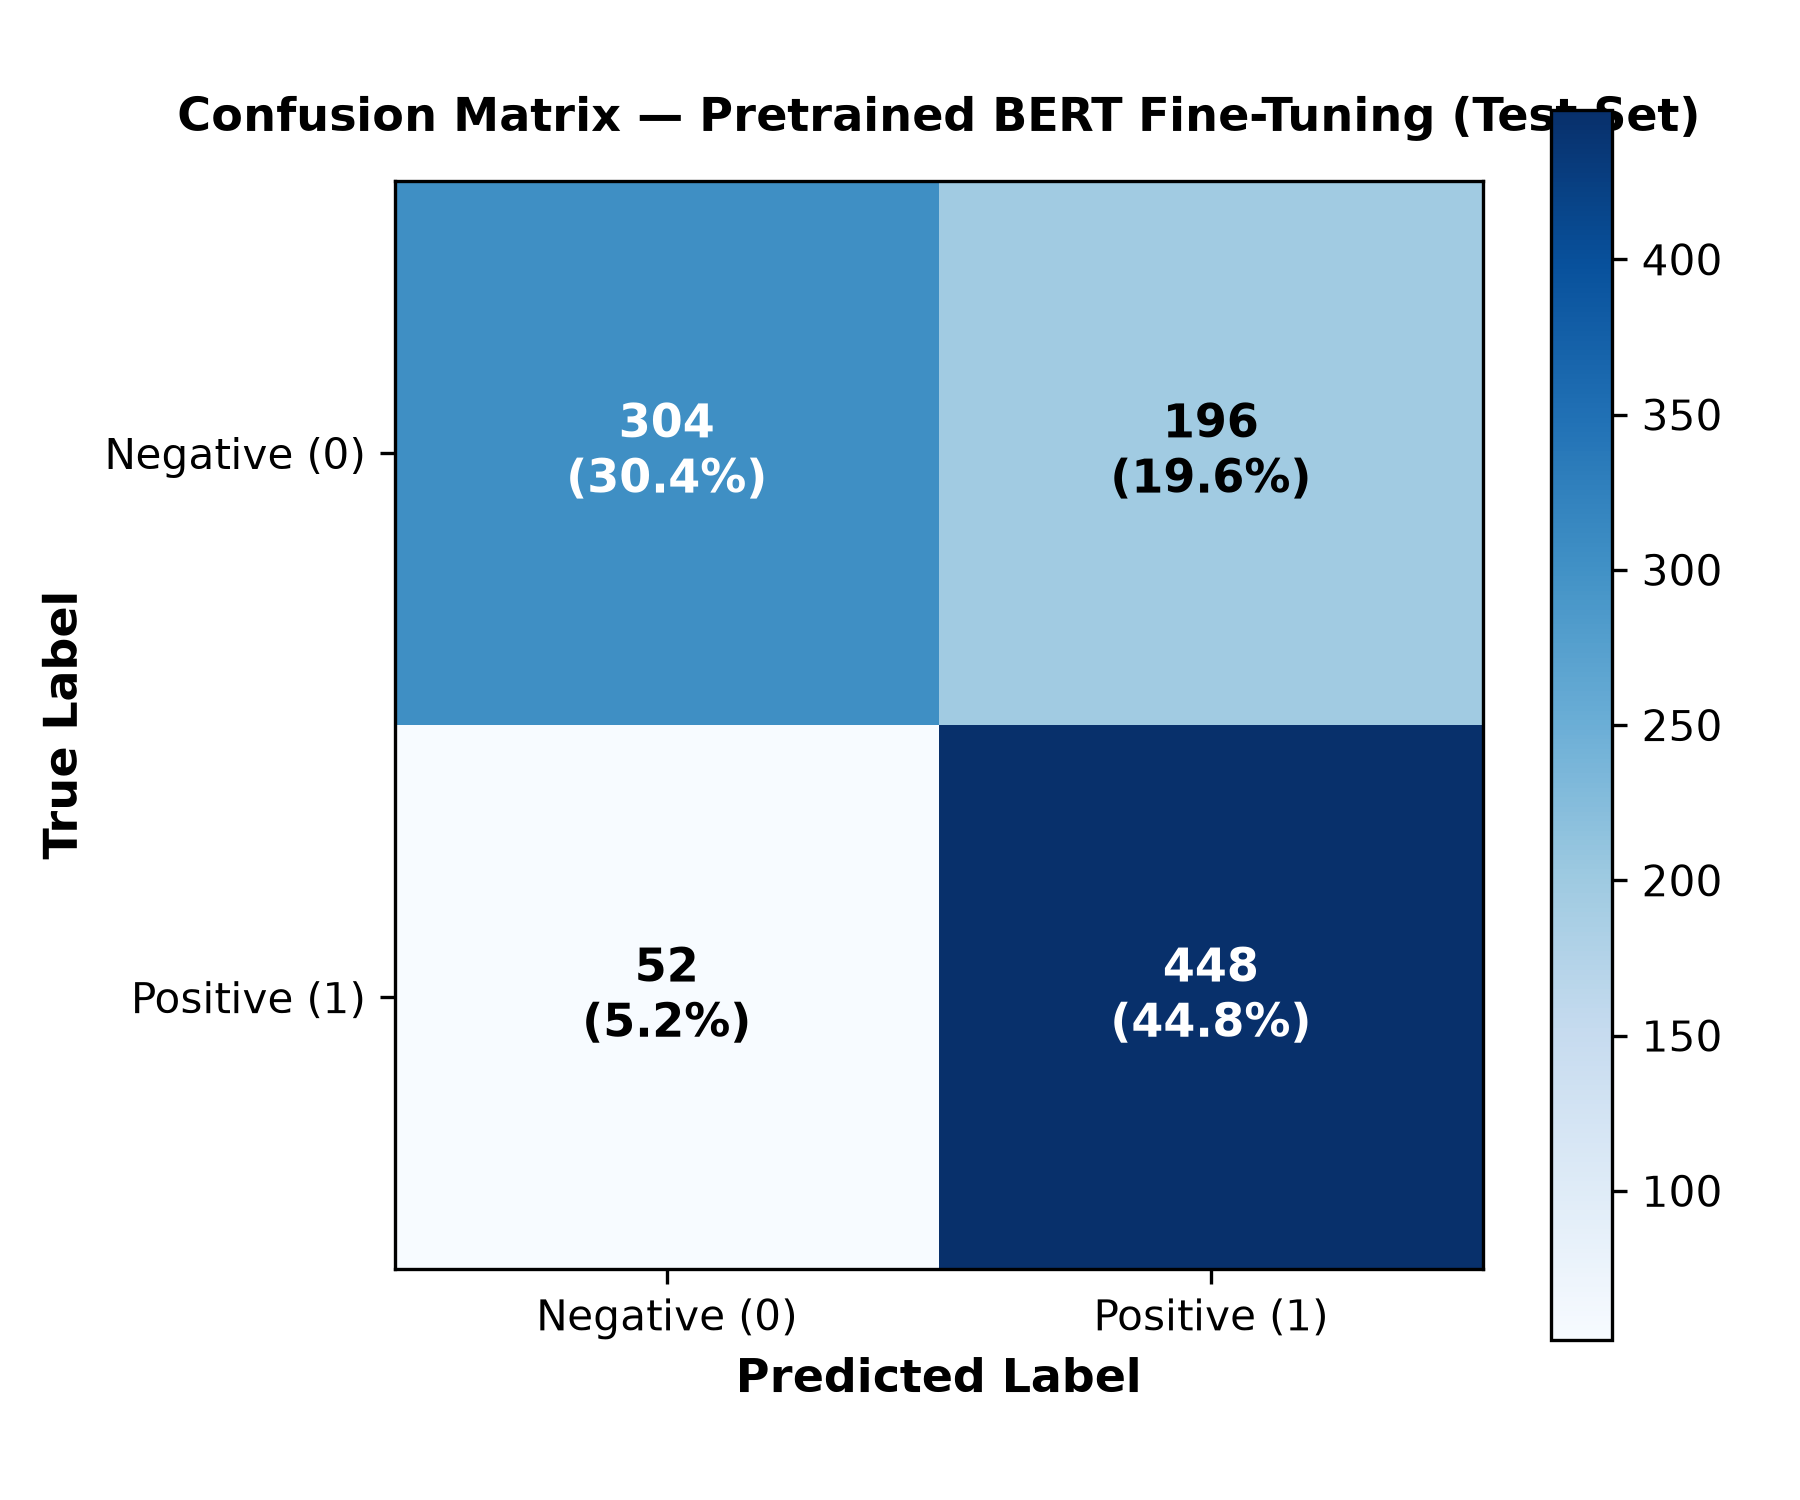 Confusion Matrix — Pretrained BERT Fine-Tuning (Test Set)
True Label
Negative (0)
Positive (1)
304
(30.4%)
196
(19.6%)
52
(5.2%)
448
(44.8%)
Negative (0)
Positive (1)
Predicted Label
400
350
300
250
200
150
100